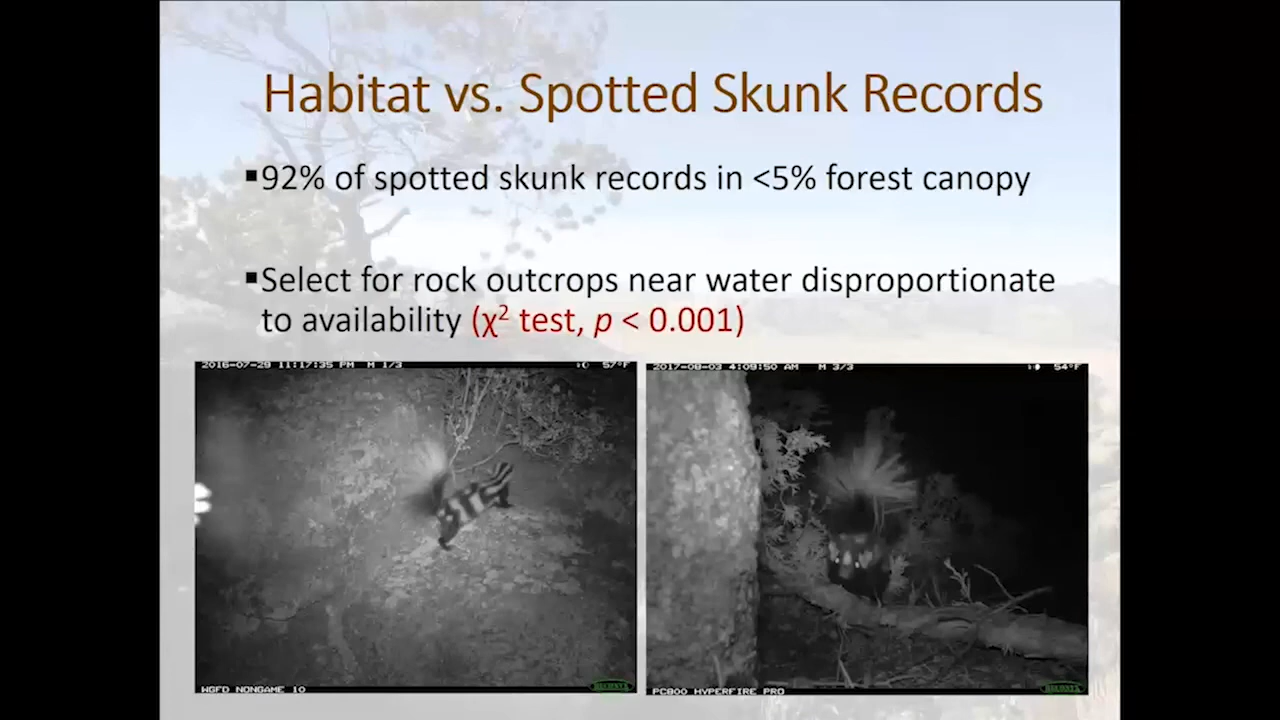 Habitat vs. Spotted Skunk Records
▪92% of spotted skunk records in <5% forest canopy
▪Select for rock outcrops near water disproportionate
to availability (χ² test, p < 0.001)
2016-07-29 11:17:35 PM M 1/3 57°F
2017-08-03 4:09:50 AM M 3/3 54°F
WGFD NONGAME 10 RECONYX
PC800 HYPERFIRE PRO RECONYX